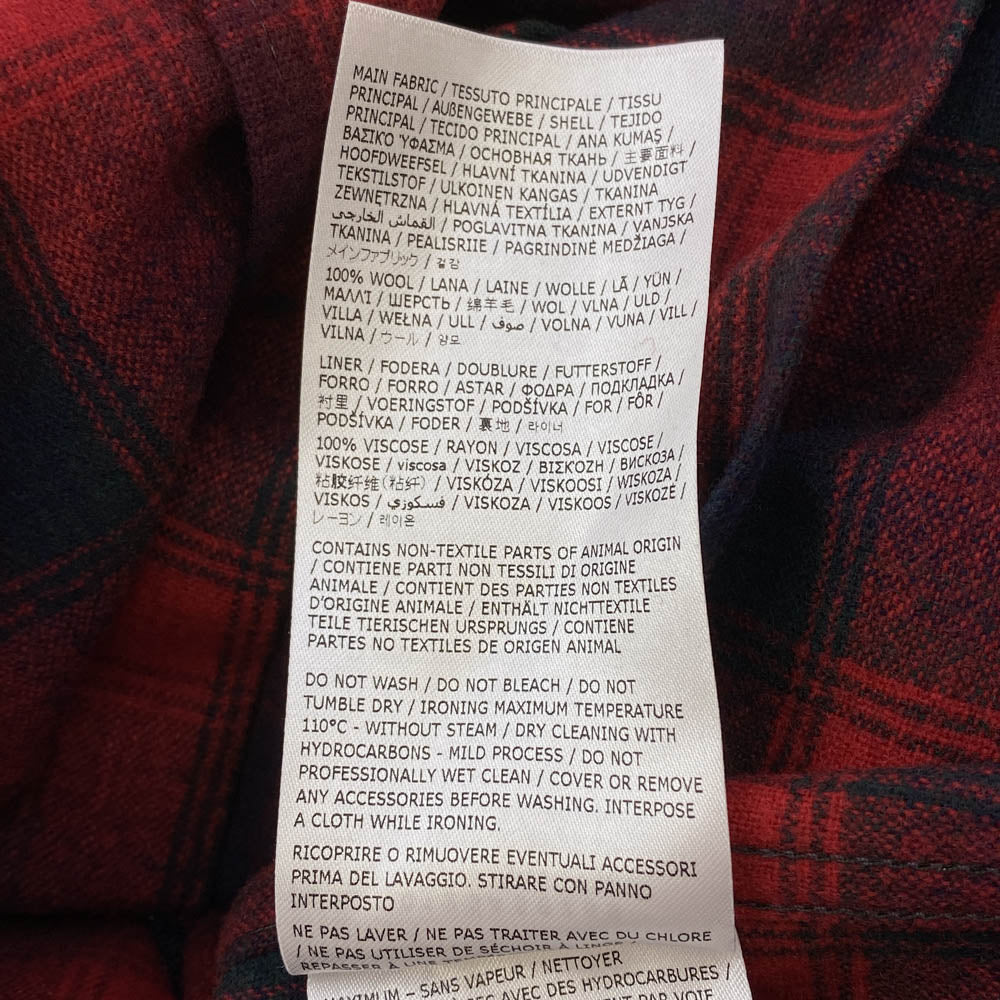 MAIN FABRIC / TESSUTO PRINCIPALE / TISSU
PRINCIPAL / AUßENGEWEBE / SHELL / TEJIDO
PRINCIPAL / TECIDO PRINCIPAL / ANA KUMAŞ /
ΒΑΣΙΚΟ ΎΦΑΣΜΑ / ОСНОВНАЯ ТКАНЬ / 主要面料 /
HOOFDWEEFSEL / HLAVNÍ TKANINA / UDVENDIGT
TEKSTILSTOF / ULKOINEN KANGAS / TKANINA
ZEWNĘTRZNA / HLAVNÁ TEXTÍLIA / EXTERNT TYG /
القماش الخارجي / POGLAVITNA TKANINA / VANJSKA
TKANINA / PEALISRIIE / PAGRINDINĖ MEDŽIAGA /
メインファブリック / 겉감
100% WOOL / LANA / LAINE / WOLLE / LÃ / YÜN /
ΜΑΛΛΊ / ШЕРСТЬ / 绵羊毛 / WOL / VLNA / ULD /
VILLA / WEŁNA / ULL / صوف / VOLNA / VUNA / VILL /
VILNA / ウール / 양모
LINER / FODERA / DOUBLURE / FUTTERSTOFF /
FORRO / FORRO / ASTAR / ΦΟΔΡΑ / ПОДКЛАДКА /
衬里 / VOERINGSTOF / PODŠÍVKA / FOR / FÔR /
PODŠÍVKA / FODER / 裏地 / 라이너
100% VISCOSE / RAYON / VISCOSA / VISCOSE /
VISKOSE / viscosa / VISKOZ / ΒΙΣΚΌΖΗ / ВИСКОЗА /
粘胶纤维(粘纤) / VISKÓZA / VISKOOSI / WISKOZA /
VISKOS / فسكوزي / VISKOZA / VISKOOS / VISKOZĖ /
レーヨン / 레이온
CONTAINS NON-TEXTILE PARTS OF ANIMAL ORIGIN
/ CONTIENE PARTI NON TESSILI DI ORIGINE
ANIMALE / CONTIENT DES PARTIES NON TEXTILES
D'ORIGINE ANIMALE / ENTHÄLT NICHTTEXTILE
TEILE TIERISCHEN URSPRUNGS / CONTIENE
PARTES NO TEXTILES DE ORIGEN ANIMAL
DO NOT WASH / DO NOT BLEACH / DO NOT
TUMBLE DRY / IRONING MAXIMUM TEMPERATURE
110°C - WITHOUT STEAM / DRY CLEANING WITH
HYDROCARBONS - MILD PROCESS / DO NOT
PROFESSIONALLY WET CLEAN / COVER OR REMOVE
ANY ACCESSORIES BEFORE WASHING. INTERPOSE
A CLOTH WHILE IRONING.
RICOPRIRE O RIMUOVERE EVENTUALI ACCESSORI
PRIMA DEL LAVAGGIO. STIRARE CON PANNO
INTERPOSTO
NE PAS LAVER / NE PAS TRAITER AVEC DU CHLORE
/ NE PAS UTILISER DE SÉCHOIR À LINGE /
REPASSER À UNE
MAXIMUM - SANS VAPEUR / NETTOYER
AVEC DES HYDROCARBURES /
PAR VOIE